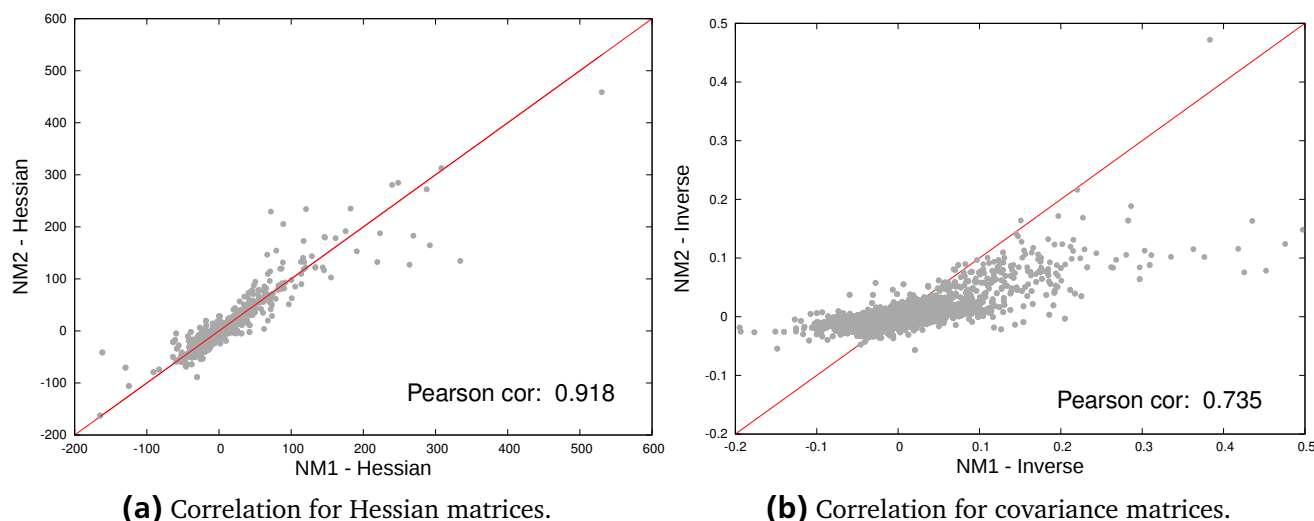 600
500
400
300
200
100
0
-100
-200
NM2 - Hessian
Pearson cor: 0.918
-200 -100 0 100 200 300 400 500 600
NM1 - Hessian
(a) Correlation for Hessian matrices.
0.5
0.4
0.3
0.2
0.1
0
-0.1
-0.2
NM2 - Inverse
Pearson cor: 0.735
-0.2 -0.1 0 0.1 0.2 0.3 0.4 0.5
NM1 - Inverse
(b) Correlation for covariance matrices.